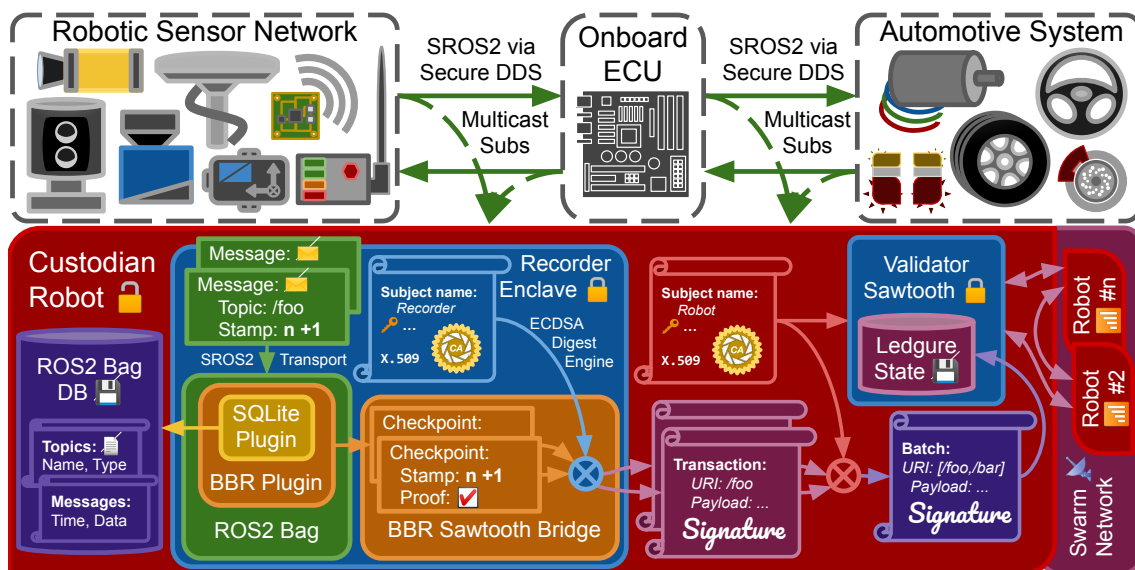 Robotic Sensor Network
SROS2 via
Secure DDS
Multicast
Subs
Onboard
ECU
SROS2 via
Secure DDS
Multicast
Subs
Automotive System
Custodian
Robot
Message:
Message:
Topic: /foo
Stamp: n +1
SROS2 Transport
Recorder
Enclave
Subject name:
Recorder
...
X.509
CA
ECDSA
Digest
Engine
Subject name:
Robot
...
X.509
CA
Validator
Sawtooth
Ledgure
State
Robot
#n
Robot
#2
Swarm
Network
ROS2 Bag
DB
Topics:
Name, Type
Messages:
Time, Data
SQLite
Plugin
BBR Plugin
ROS2 Bag
Checkpoint:
Checkpoint:
Stamp: n +1
Proof:
BBR Sawtooth Bridge
Transaction:
URI: /foo
Payload: ...
Signature
Batch:
URI: [/foo,/bar]
Payload: ...
Signature